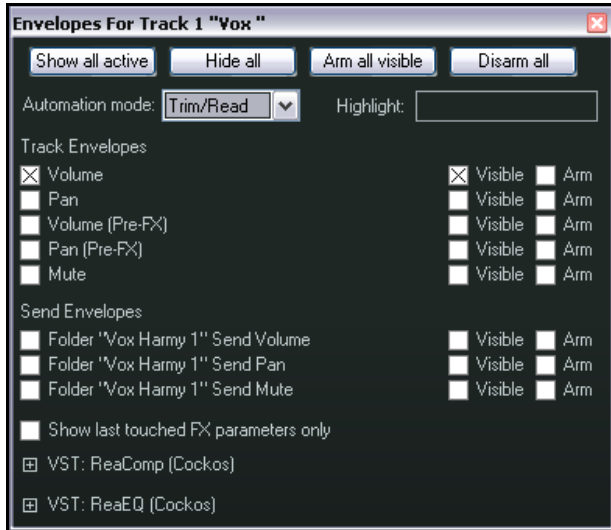 Envelopes For Track 1 "Vox "
Show all active Hide all Arm all visible Disarm all
Automation mode: Trim/Read Highlight:
Track Envelopes
Volume Visible Arm
Pan Visible Arm
Volume (Pre-FX) Visible Arm
Pan (Pre-FX) Visible Arm
Mute Visible Arm
Send Envelopes
Folder "Vox Harmy 1" Send Volume Visible Arm
Folder "Vox Harmy 1" Send Pan Visible Arm
Folder "Vox Harmy 1" Send Mute Visible Arm
Show last touched FX parameters only
VST: ReaComp (Cockos)
VST: ReaEQ (Cockos)